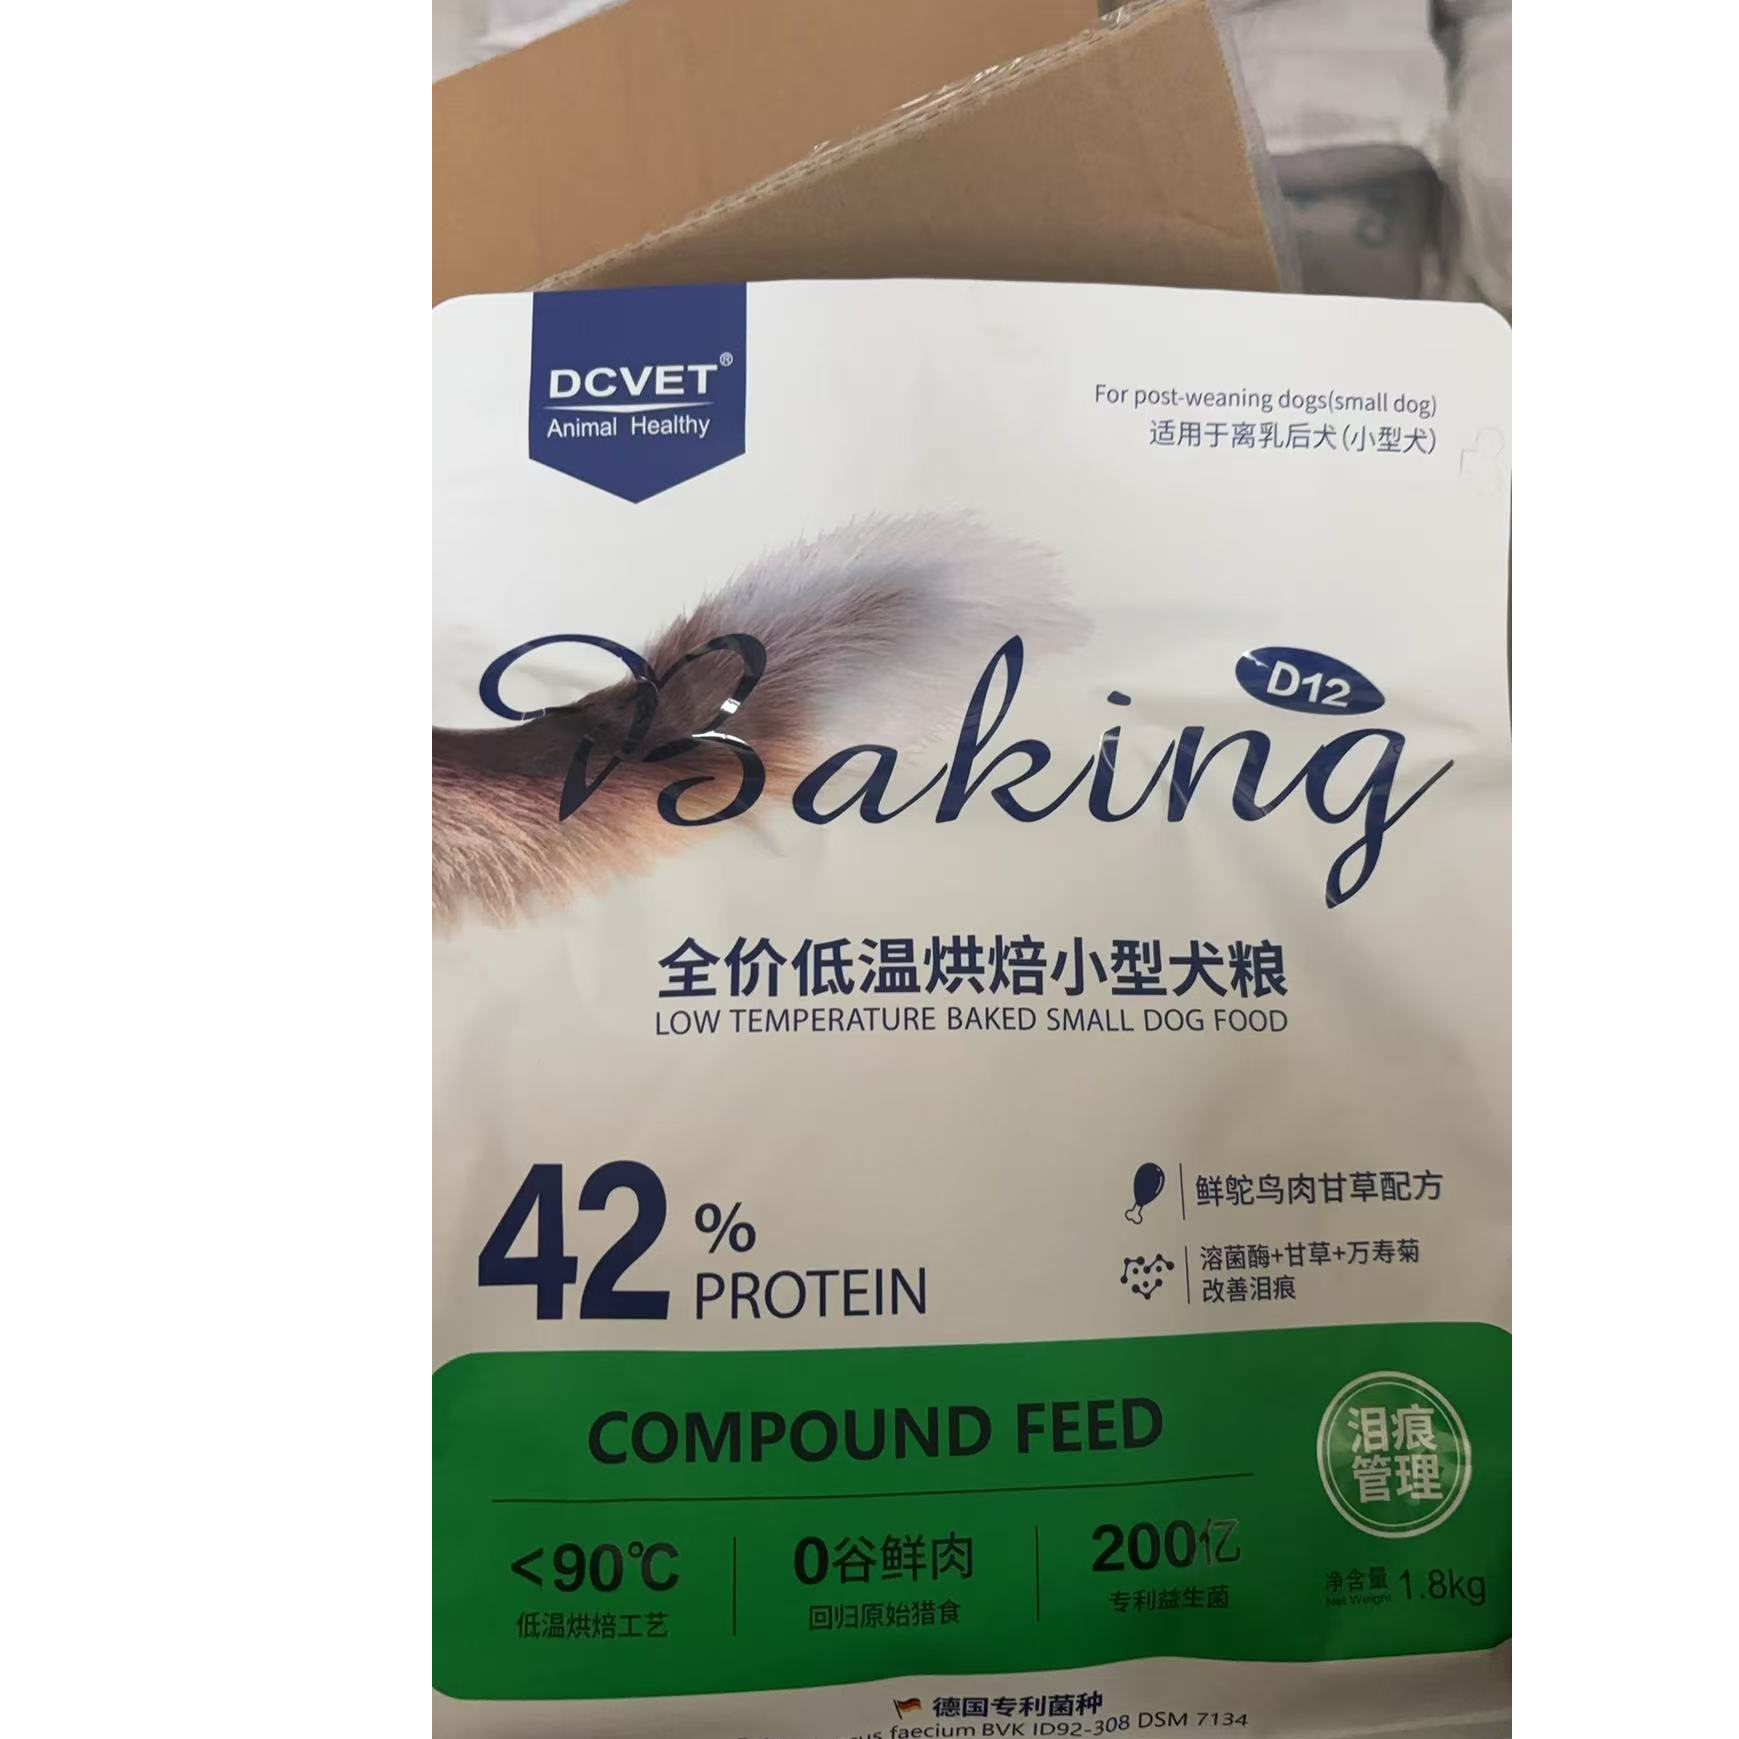 DCVET®
Animal Healthy
For post-weaning dogs(small dog)
适用于离乳后犬(小型犬)
Baking
D12
全价低温烘焙小型犬粮
LOW TEMPERATURE BAKED SMALL DOG FOOD
42%
PROTEIN
鲜鸵鸟肉甘草配方
溶菌酶+甘草+万寿菊
改善泪痕
COMPOUND FEED
泪痕
管理
<90℃
低温烘焙工艺
0谷鲜肉
回归原始猎食
200亿
专利益生菌
净含量 1.8kg
Net Weight
德国专利菌种
faecium BVK ID92-308 DSM 7134